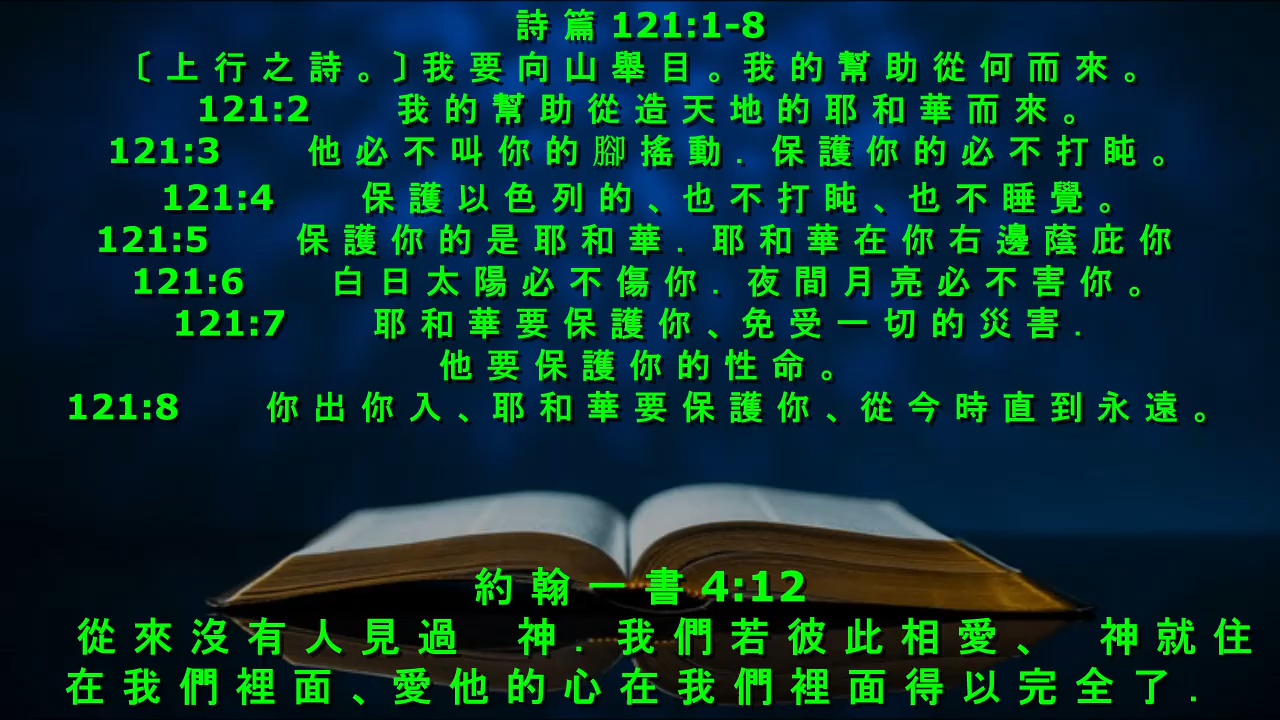 詩 篇 121:1-8
〔 上 行 之 詩 。〕我 要 向 山 舉 目 。我 的 幫 助 從 何 而 來 。
121:2 我 的 幫 助 從 造 天 地 的 耶 和 華 而 來 。
121:3 他 必 不 叫 你 的 腳 搖 動 . 保 護 你 的 必 不 打 盹 。
121:4 保 護 以 色 列 的 、也 不 打 盹 、也 不 睡 覺 。
121:5 保 護 你 的 是 耶 和 華 . 耶 和 華 在 你 右 邊 蔭 庇 你
121:6 白 日 太 陽 必 不 傷 你 . 夜 間 月 亮 必 不 害 你 。
121:7 耶 和 華 要 保 護 你 、免 受 一 切 的 災 害 .
他 要 保 護 你 的 性 命 。
121:8 你 出 你 入 、耶 和 華 要 保 護 你 、從 今 時 直 到 永 遠 。
約 翰 一 書 4:12
從 來 沒 有 人 見 過 神 . 我 們 若 彼 此 相 愛 、 神 就 住
在 我 們 裡 面 、愛 他 的 心 在 我 們 裡 面 得 以 完 全 了 .